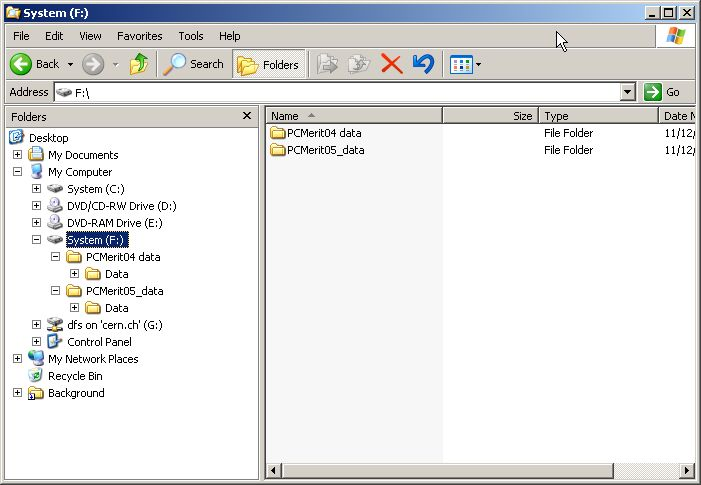 System (F:)
File Edit View Favorites Tools Help
Back Search Folders
Address F:\ Go
Folders
Desktop
My Documents
My Computer
System (C:)
DVD/CD-RW Drive (D:)
DVD-RAM Drive (E:)
System (F:)
PCMerit04 data
Data
PCMerit05_data
Data
dfs on 'cern.ch' (G:)
Control Panel
My Network Places
Recycle Bin
Background
Name Size Type Date M
PCMerit04 data File Folder 11/12/
PCMerit05_data File Folder 11/12/